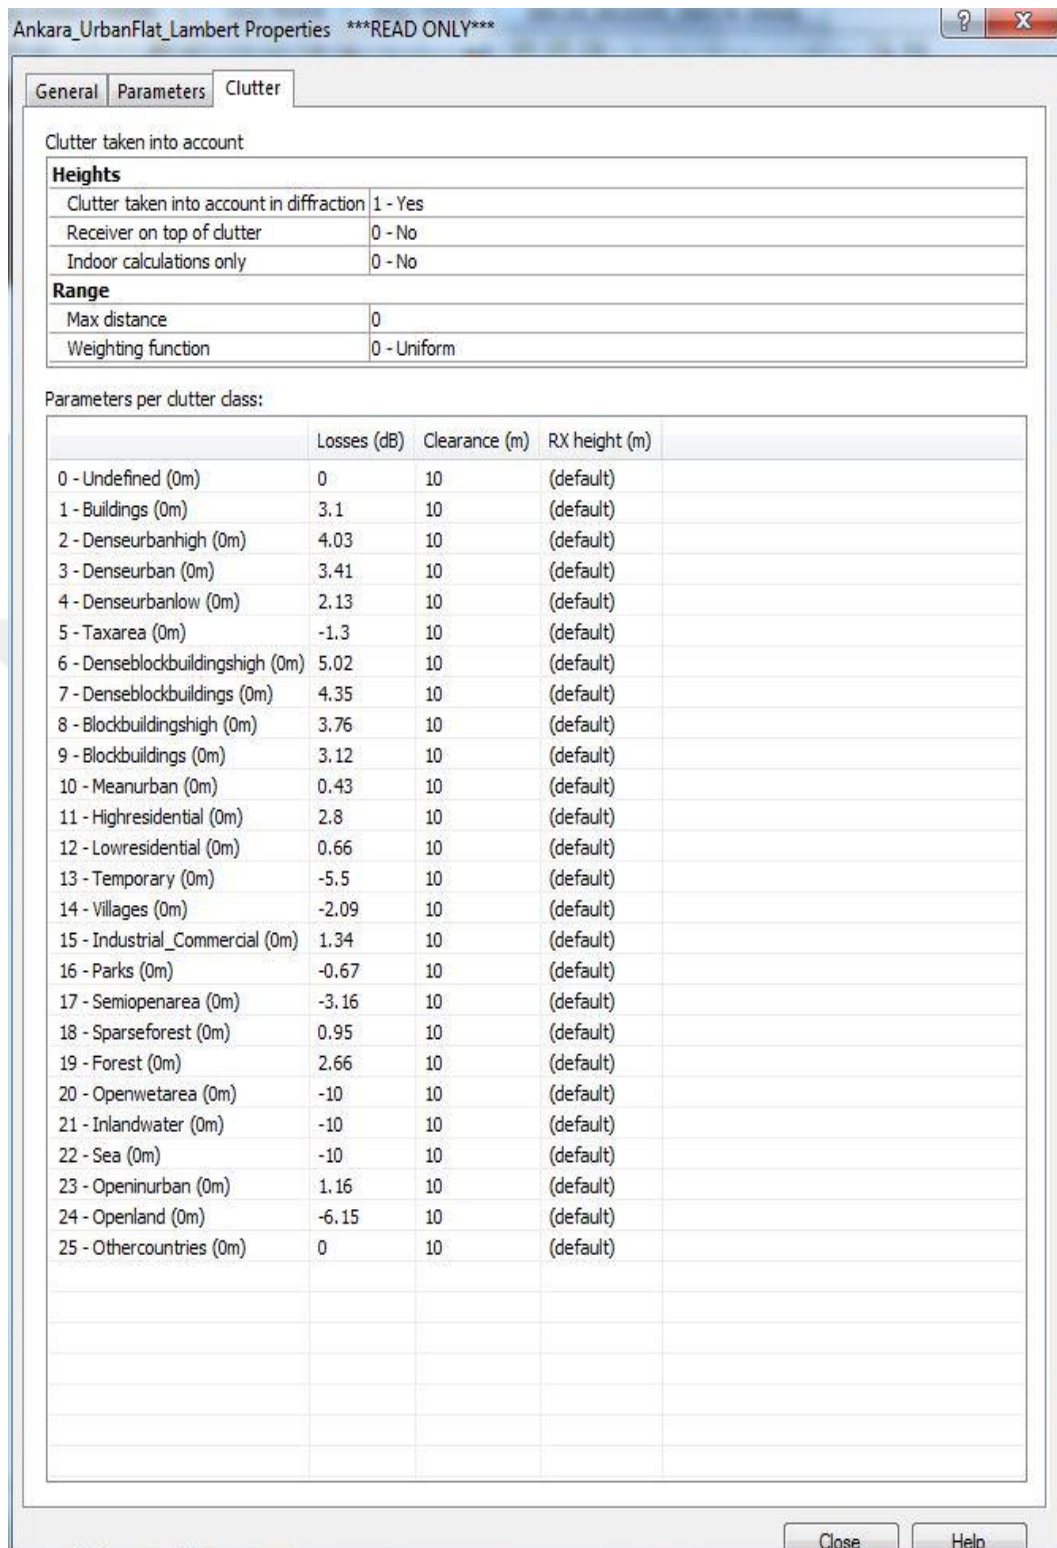 Ankara_UrbanFlat_Lambert Properties ***READ ONLY***
General Parameters Clutter
Clutter taken into account
Heights
Clutter taken into account in diffraction 1 - Yes
Receiver on top of clutter 0 - No
Indoor calculations only 0 - No
Range
Max distance 0
Weighting function 0 - Uniform
Parameters per clutter class:
Losses (dB) Clearance (m) RX height (m)
0 - Undefined (0m) 0 10 (default)
1 - Buildings (0m) 3.1 10 (default)
2 - Denseurbanhigh (0m) 4.03 10 (default)
3 - Denseurban (0m) 3.41 10 (default)
4 - Denseurbanlow (0m) 2.13 10 (default)
5 - Taxarea (0m) -1.3 10 (default)
6 - Denseblockbuildingshigh (0m) 5.02 10 (default)
7 - Denseblockbuildings (0m) 4.35 10 (default)
8 - Blockbuildingshigh (0m) 3.76 10 (default)
9 - Blockbuildings (0m) 3.12 10 (default)
10 - Meanurban (0m) 0.43 10 (default)
11 - Highresidential (0m) 2.8 10 (default)
12 - Lowresidential (0m) 0.66 10 (default)
13 - Temporary (0m) -5.5 10 (default)
14 - Villages (0m) -2.09 10 (default)
15 - Industrial_Commercial (0m) 1.34 10 (default)
16 - Parks (0m) -0.67 10 (default)
17 - Semiopenarea (0m) -3.16 10 (default)
18 - Sparseforest (0m) 0.95 10 (default)
19 - Forest (0m) 2.66 10 (default)
20 - Openwetarea (0m) -10 10 (default)
21 - Inlandwater (0m) -10 10 (default)
22 - Sea (0m) -10 10 (default)
23 - Openinurban (0m) 1.16 10 (default)
24 - Openland (0m) -6.15 10 (default)
25 - Othercountries (0m) 0 10 (default)
Close Help